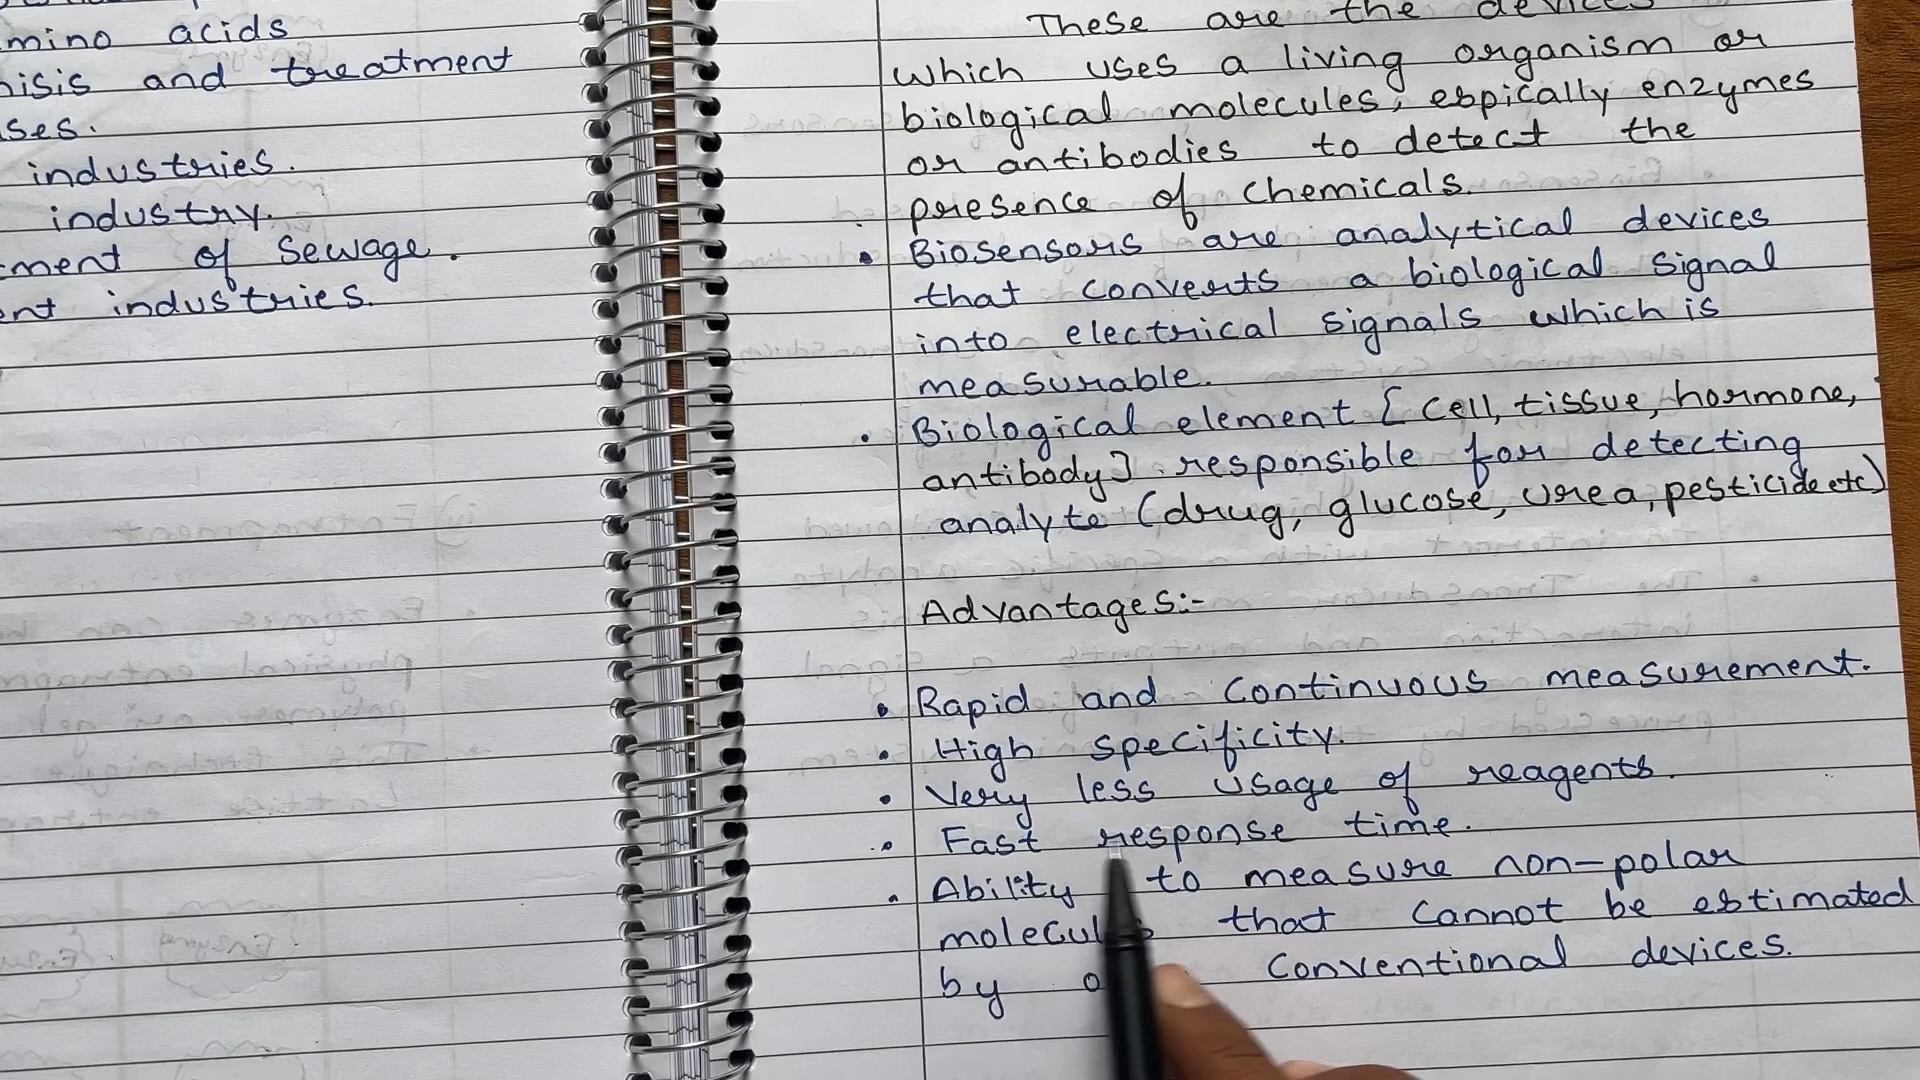 mino acids
and treatment
ses.
industries.
industry.
ment of Sewage.
ent industries.
These are the devices
which uses a living organism or
biological molecules, espically enzymes
or antibodies to detect the
presence of chemicals.
• Biosensors are analytical devices
that converts a biological signal
into electrical signals which is
measurable.
• Biological element [ cell, tissue, hormone,
antibody] responsible for detecting
analyte (drug, glucose, urea, pesticide etc)
Advantages:-
• Rapid and continuous measurement.
• High specificity.
• Very less usage of reagents.
• Fast response time.
• Ability to measure non-polar
molecules that cannot be estimated
by conventional devices.